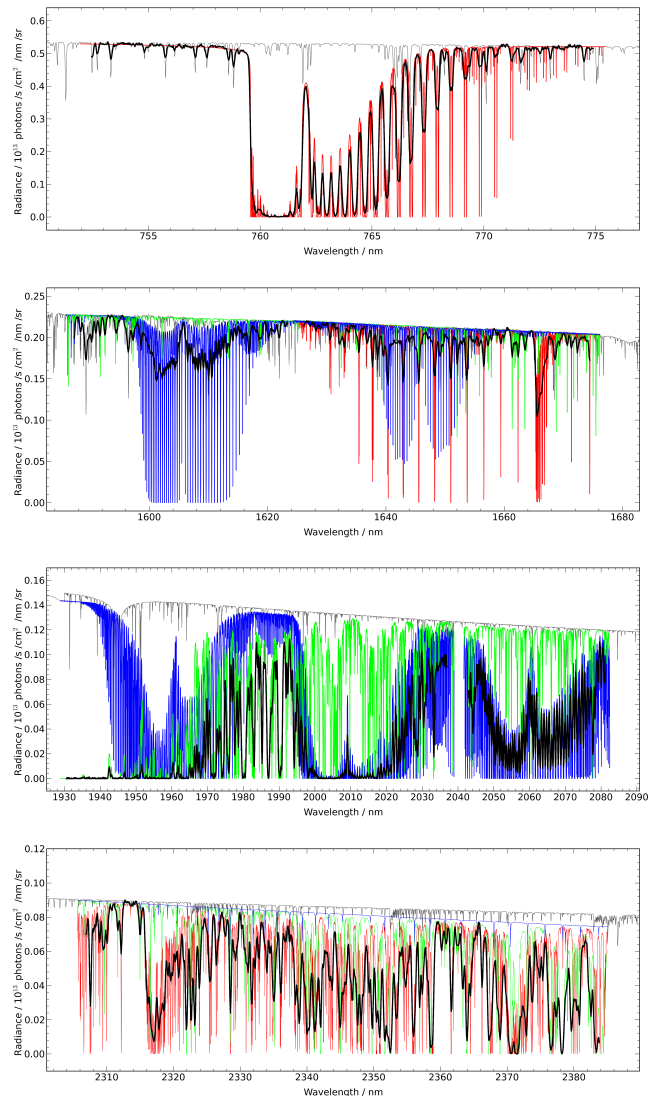 Radiance / 10¹³ photons /s /cm² /nm /sr
0.6
0.5
0.4
0.3
0.2
0.1
0.0
755 760 765 770 775
Wavelength / nm
Radiance / 10¹³ photons /s /cm² /nm /sr
0.25
0.20
0.15
0.10
0.05
0.00
1600 1620 1640 1660 1680
Wavelength / nm
Radiance / 10¹³ photons /s /cm² /nm /sr
0.16
0.14
0.12
0.10
0.08
0.06
0.04
0.02
0.00
1930 1940 1950 1960 1970 1980 1990 2000 2010 2020 2030 2040 2050 2060 2070 2080 2090
Wavelength / nm
Radiance / 10¹³ photons /s /cm² /nm /sr
0.12
0.10
0.08
0.06
0.04
0.02
0.00
2310 2320 2330 2340 2350 2360 2370 2380
Wavelength / nm